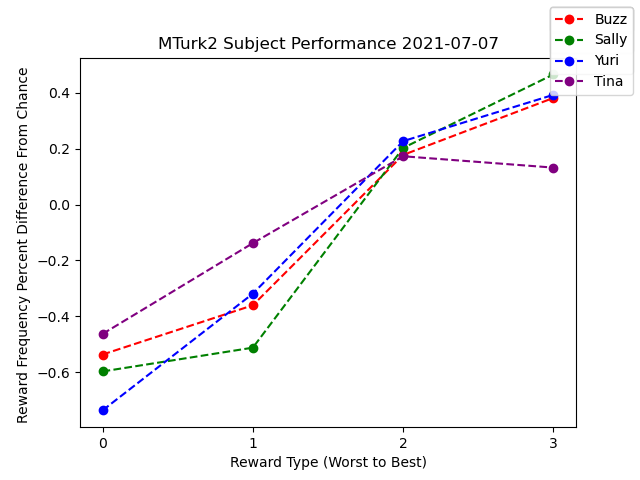 MTurk2 Subject Performance 2021-07-07
Buzz
Sally
Yuri
Tina
Reward Frequency Percent Difference From Chance
0.4
0.2
0.0
−0.2
−0.4
−0.6
0 1 2 3
Reward Type (Worst to Best)